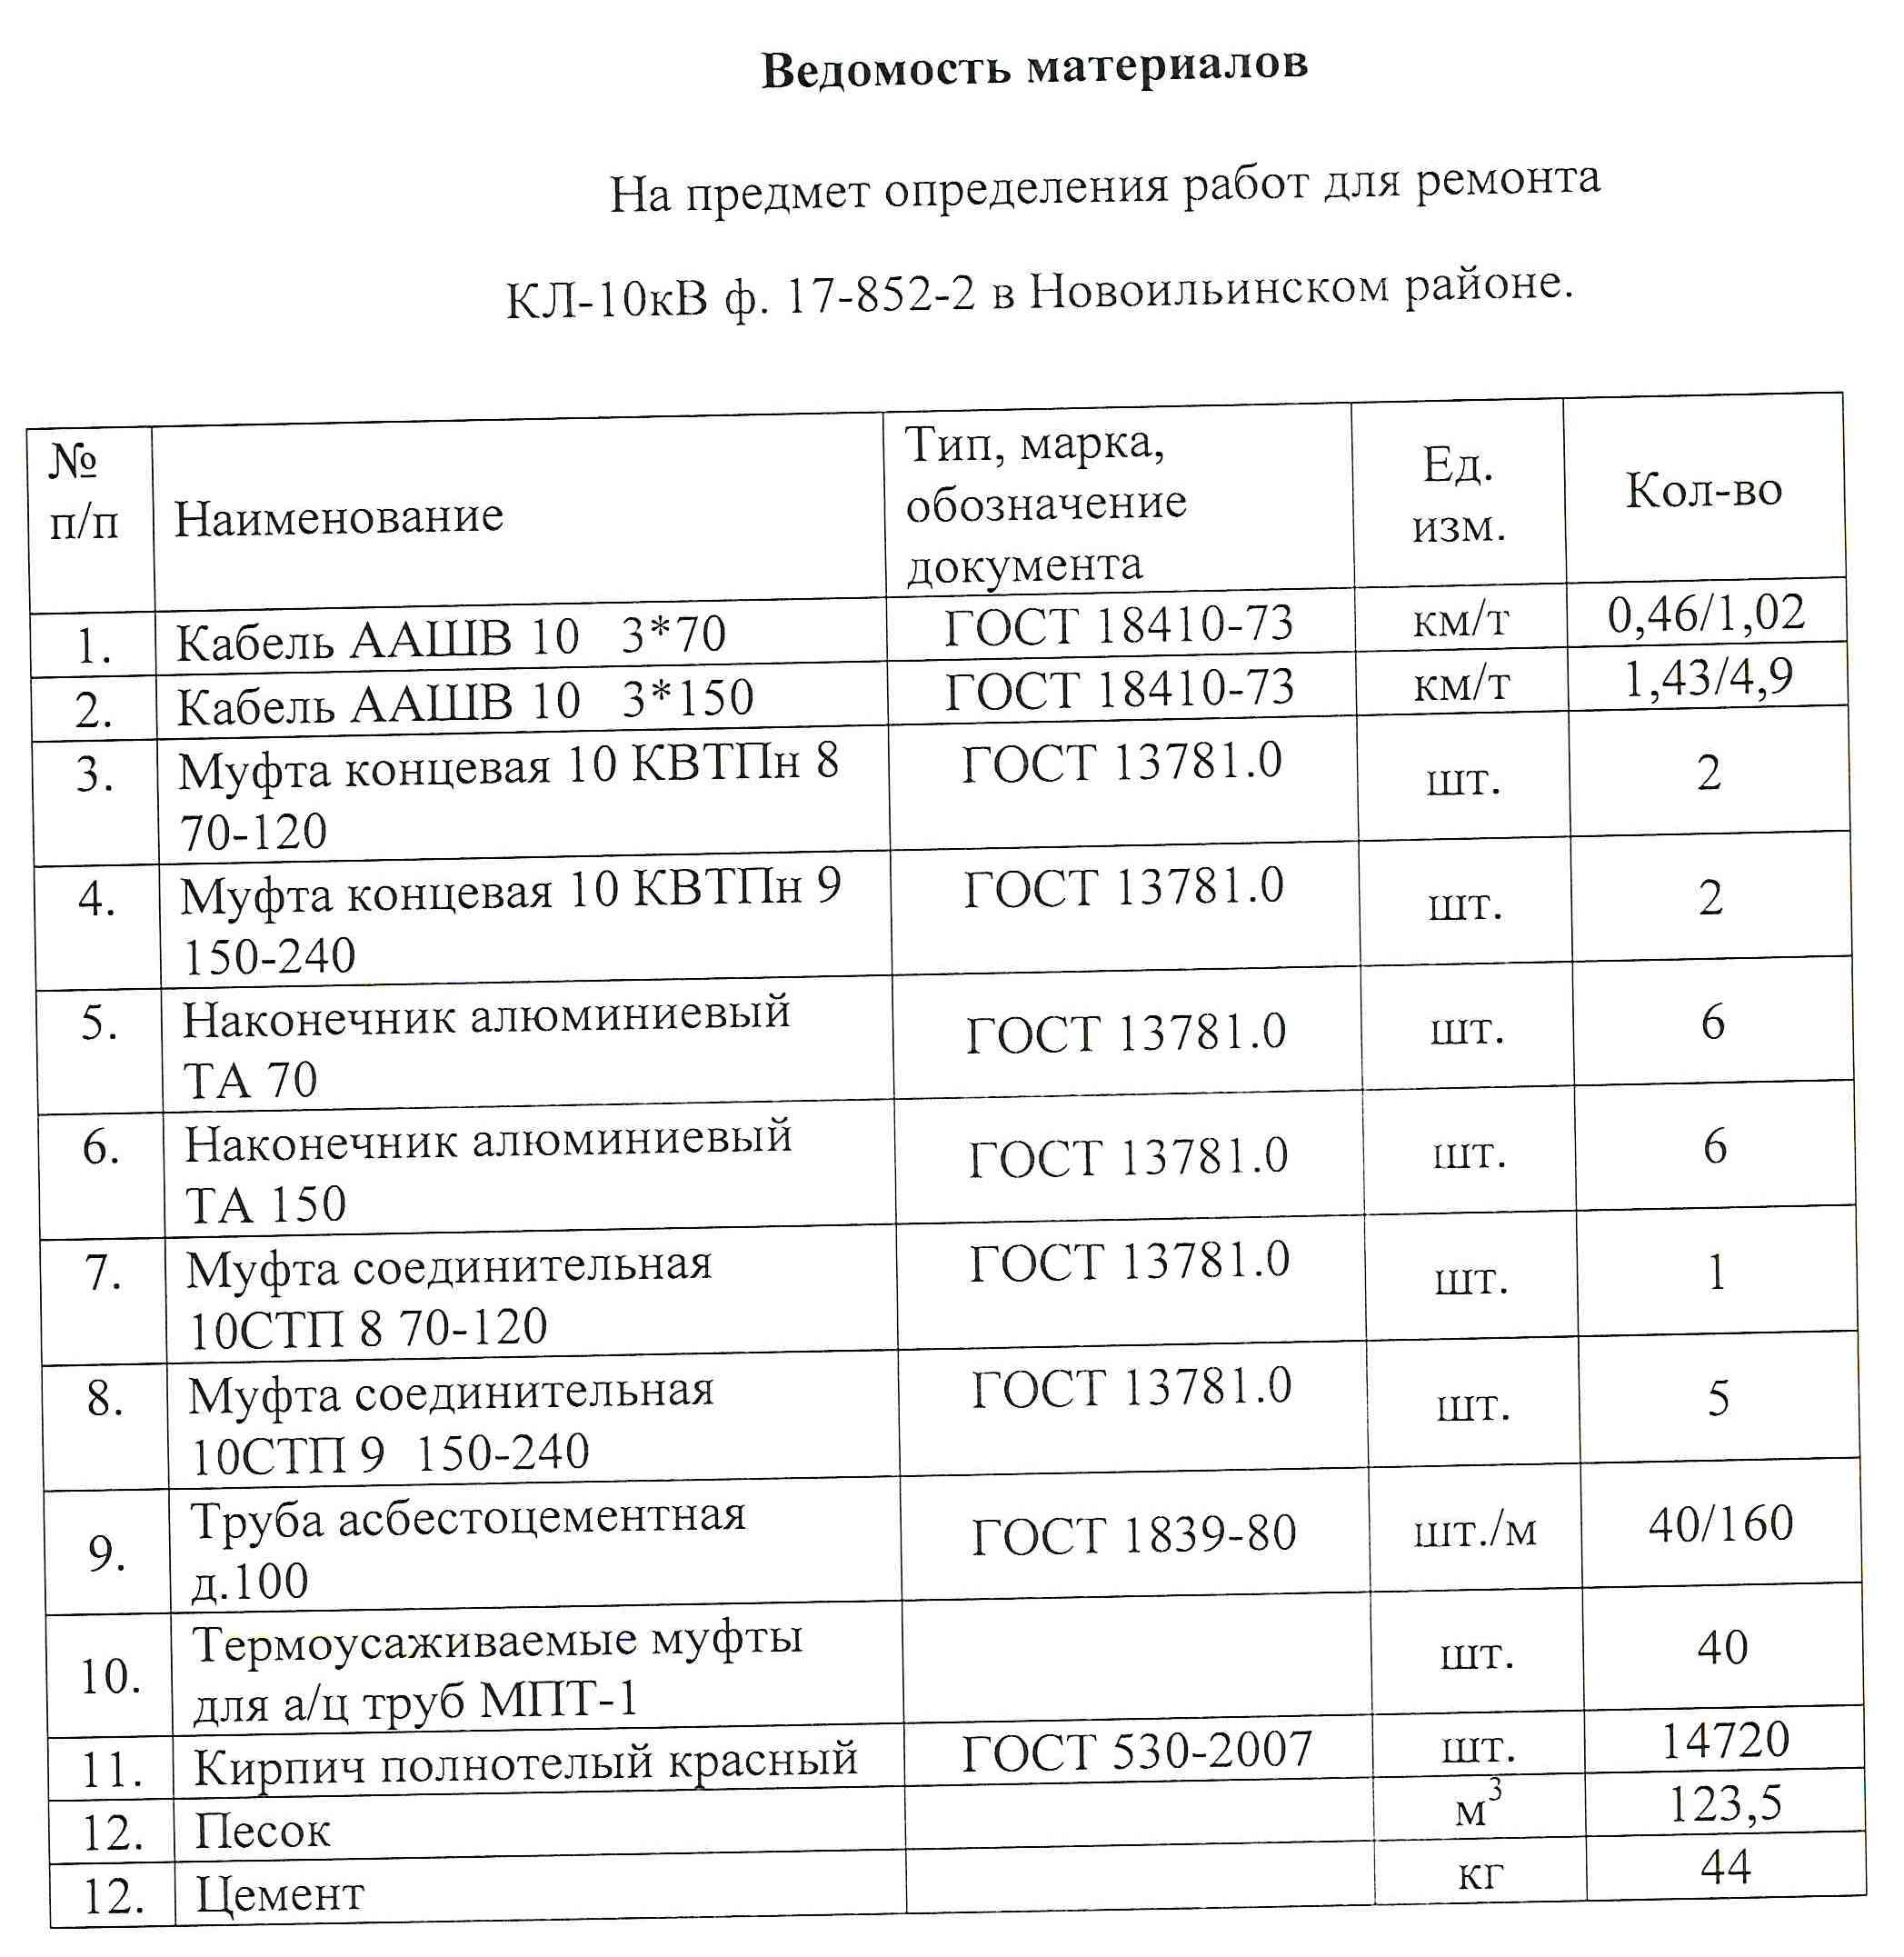 Ведомость материалов
На предмет определения работ для ремонта
КЛ-10кВ ф. 17-852-2 в Новоильинском районе.
№ п/п Наименование Тип, марка, обозначение документа Ед. изм. Кол-во
1. Кабель ААШВ 10 3*70 ГОСТ 18410-73 км/т 0,46/1,02
2. Кабель ААШВ 10 3*150 ГОСТ 18410-73 км/т 1,43/4,9
3. Муфта концевая 10 КВТПн 8 ГОСТ 13781.0 шт. 2
70-120
4. Муфта концевая 10 КВТПн 9 ГОСТ 13781.0 шт. 2
150-240
5. Наконечник алюминиевый ГОСТ 13781.0 шт. 6
ТА 70
6. Наконечник алюминиевый ГОСТ 13781.0 шт. 6
ТА 150
7. Муфта соединительная ГОСТ 13781.0 шт. 1
10СТП 8 70-120
8. Муфта соединительная ГОСТ 13781.0 шт. 5
10СТП 9 150-240
9. Труба асбестоцементная ГОСТ 1839-80 шт./м 40/160
д.100
10. Термоусаживаемые муфты шт. 40
для а/ц труб МПТ-1
11. Кирпич полнотелый красный ГОСТ 530-2007 шт. 14720
12. Песок м³ 123,5
12. Цемент кг 44